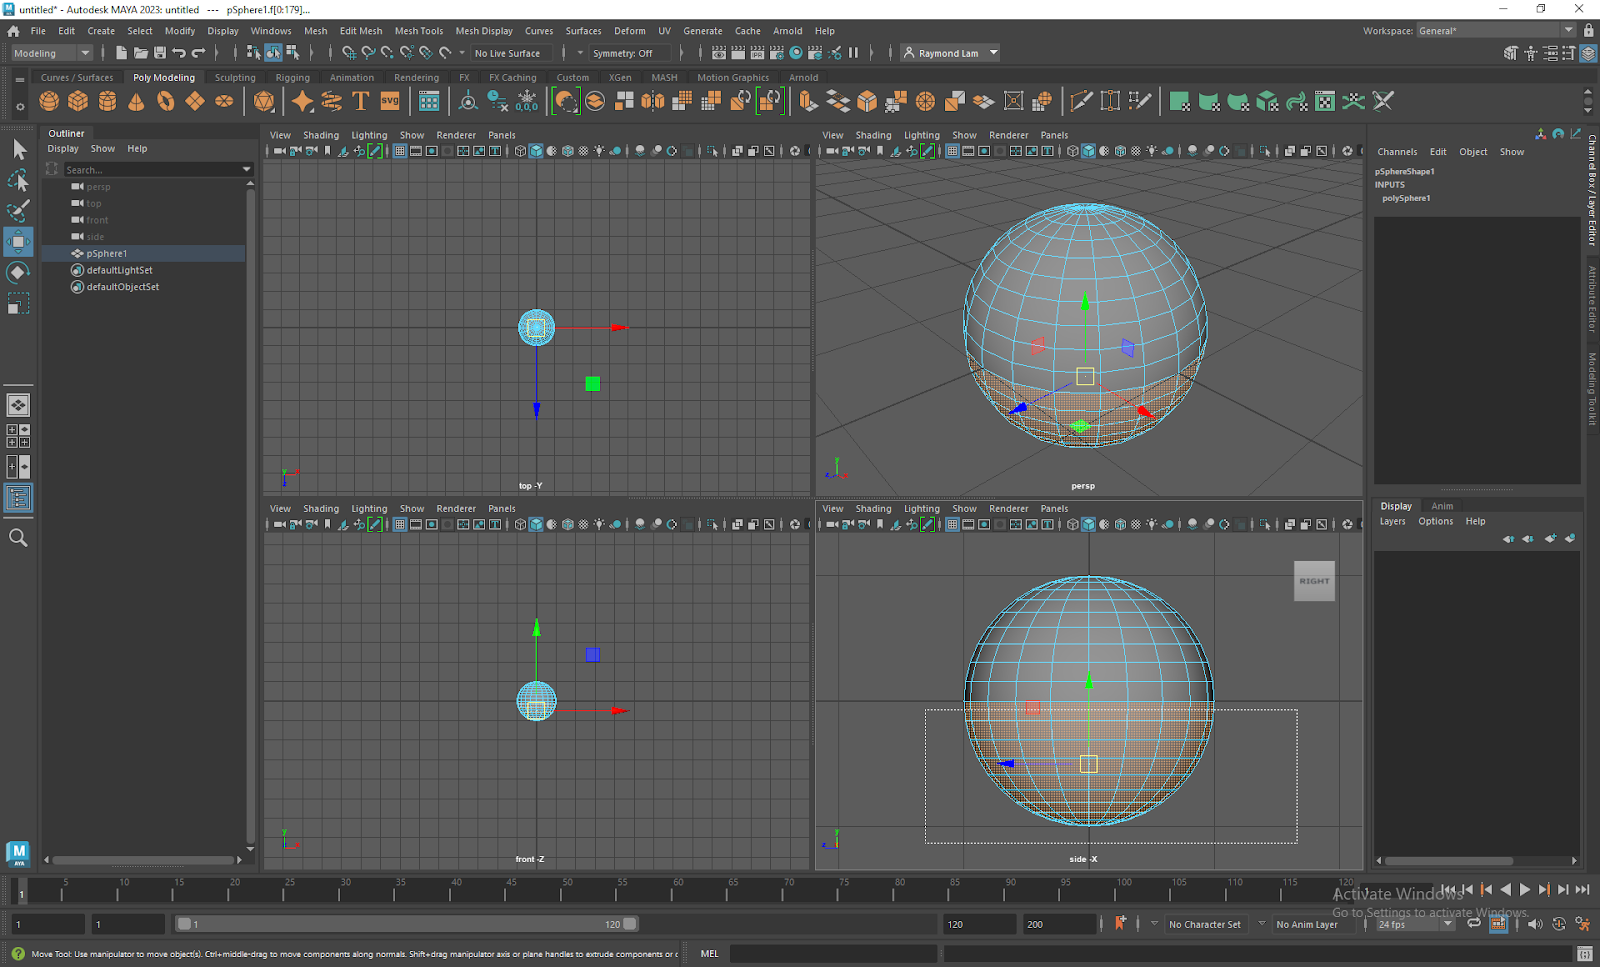 untitled* - Autodesk MAYA 2023: untitled --- pSphere1.f[0:179]...
File Edit Create Select Modify Display Windows Mesh Edit Mesh Mesh Tools Mesh Display Curves Surfaces Deform UV Generate Cache Arnold Help
Workspace: General*
Modeling
No Live Surface
Symmetry: Off
Raymond Lam
Curves / Surfaces Poly Modeling Sculpting Rigging Animation Rendering FX FX Caching Custom XGen MASH Motion Graphics Arnold
T
SVG
0,0,0
Outliner
Display Show Help
Search...
persp
top
front
side
pSphere1
defaultLightSet
defaultObjectSet
View Shading Lighting Show Renderer Panels
top -Y
View Shading Lighting Show Renderer Panels
persp
View Shading Lighting Show Renderer Panels
front -Z
View Shading Lighting Show Renderer Panels
RIGHT
side -X
Channels Edit Object Show
pSphereShape1
INPUTS
polySphere1
Channel Box / Layer Editor
Attribute Editor
Modeling Toolkit
Display Anim
Layers Options Help
M
AYA
1 5 10 15 20 25 30 35 40 45 50 55 60 65 70 75 80 85 90 95 100 105 110 115 120
1
Activate Windows
Go to Settings to activate Windows.
1 1 1 120 120 200
No Character Set
No Anim Layer
24 fps
Move Tool: Use manipulator to move object(s). Ctrl+middle-drag to move components along normals. Shift+drag manipulator axis or plane handles to extrude components or c
MEL